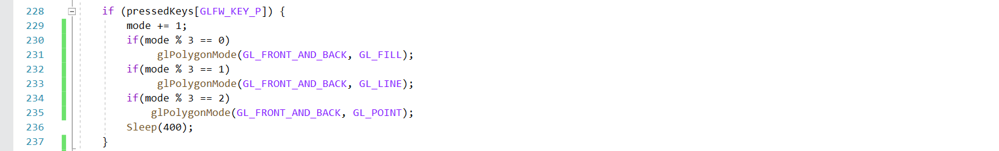 228 if (pressedKeys[GLFW_KEY_P]) {
229 mode += 1;
230 if(mode % 3 == 0)
231 glPolygonMode(GL_FRONT_AND_BACK, GL_FILL);
232 if(mode % 3 == 1)
233 glPolygonMode(GL_FRONT_AND_BACK, GL_LINE);
234 if(mode % 3 == 2)
235 glPolygonMode(GL_FRONT_AND_BACK, GL_POINT);
236 Sleep(400);
237 }